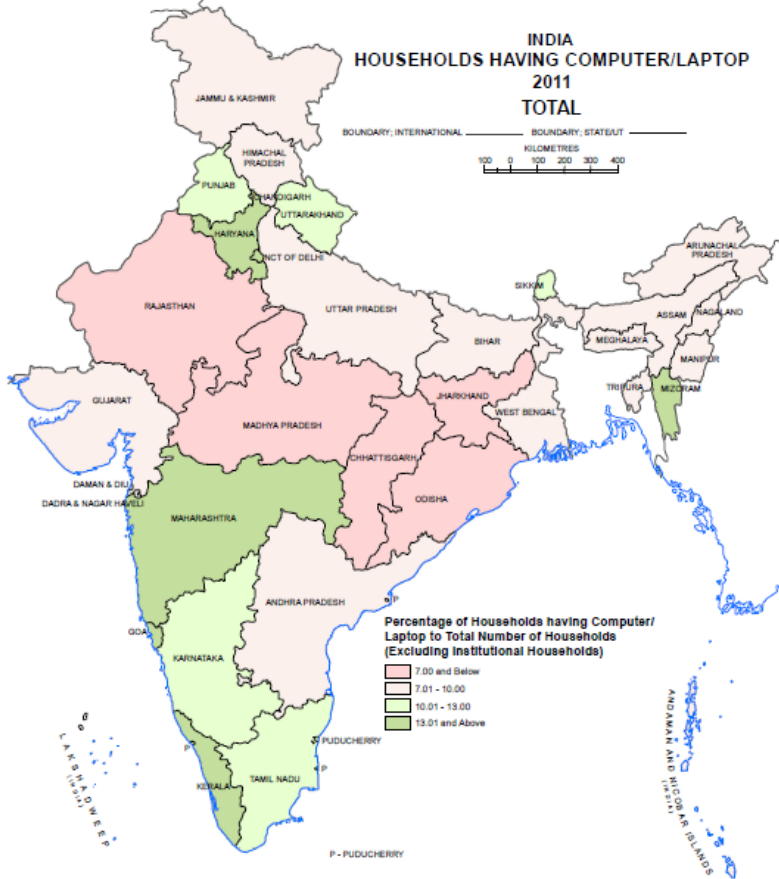 INDIA
HOUSEHOLDS HAVING COMPUTER/LAPTOP
2011
TOTAL
BOUNDARY; INTERNATIONAL
BOUNDARY; STATE/UT
KILOMETRES
100 0 100 200 300 400
JAMMU & KASHMIR
HIMACHAL
PRADESH
PUNJAB
CHANDIGARH
UTTARAKHAND
HARYANA
NCT OF DELHI
ARUNACHAL
PRADESH
SIKKIM
RAJASTHAN
UTTAR PRADESH
ASSAM
NAGALAND
BIHAR
MEGHALAYA
MANIPUR
TRIPURA
MIZORAM
GUJARAT
JHARKHAND
WEST BENGAL
MADHYA PRADESH
CHHATTISGARH
DAMAN & DIU
ODISHA
DADRA & NAGAR HAVELI
MAHARASHTRA
ANDHRA PRADESH
P
GOA
KARNATAKA
Percentage of Households having Computer/
Laptop to Total Number of Households
(Excluding Institutional Households)
7.00 and Below
7.01 - 10.00
10.01 - 13.00
13.01 and Above
LAKSHADWEEP
(INDIA)
P
PUDUCHERRY
P
KERALA
TAMIL NADU
ANDAMAN AND NICOBAR ISLANDS
(INDIA)
P - PUDUCHERRY